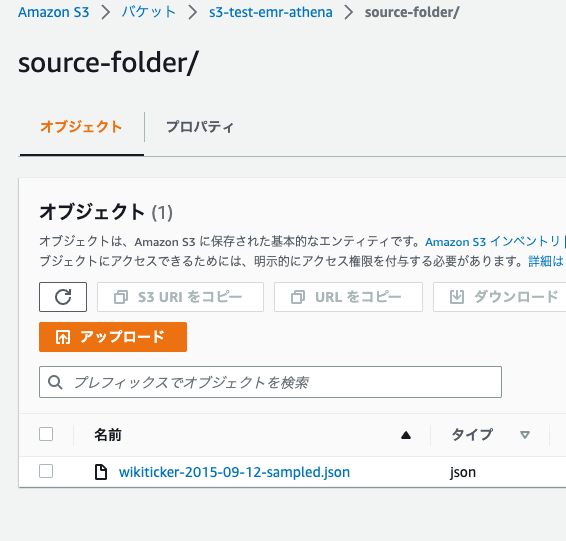 Amazon S3 > バケット > s3-test-emr-athena > source-folder/
source-folder/
オブジェクト プロパティ
オブジェクト (1)
オブジェクトは、Amazon S3 に保存された基本的なエンティティです。Amazon S3 インベントリ
ブジェクトにアクセスできるためには、明示的にアクセス権限を付与する必要があります。詳細は
S3 URI をコピー URL をコピー ダウンロード
アップロード
プレフィックスでオブジェクトを検索
名前 タイプ
wikiticker-2015-09-12-sampled.json json